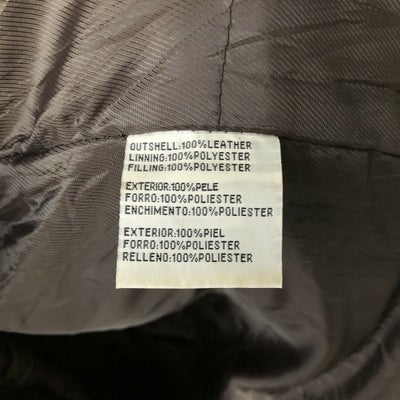 OUTSHELL:100%LEATHER
LINNING:100%POLYESTER
FILLING:100%POLYESTER
EXTERIOR:100%PELE
FORRO:100%POLIESTER
ENCHIMENTO:100%POLIESTER
EXTERIOR:100%PIEL
FORRO:100%POLIESTER
RELLENO:100%POLIESTER